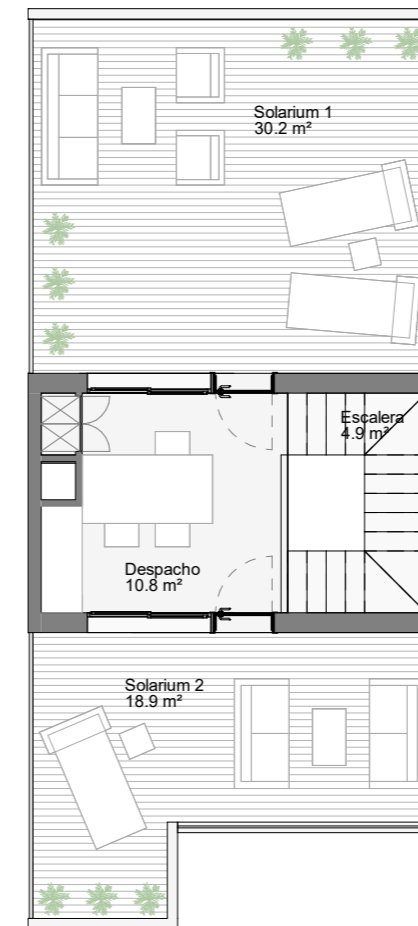 Solarium 1
30.2 m²
Escalera
4.9 m²
Despacho
10.8 m²
Solarium 2
18.9 m²